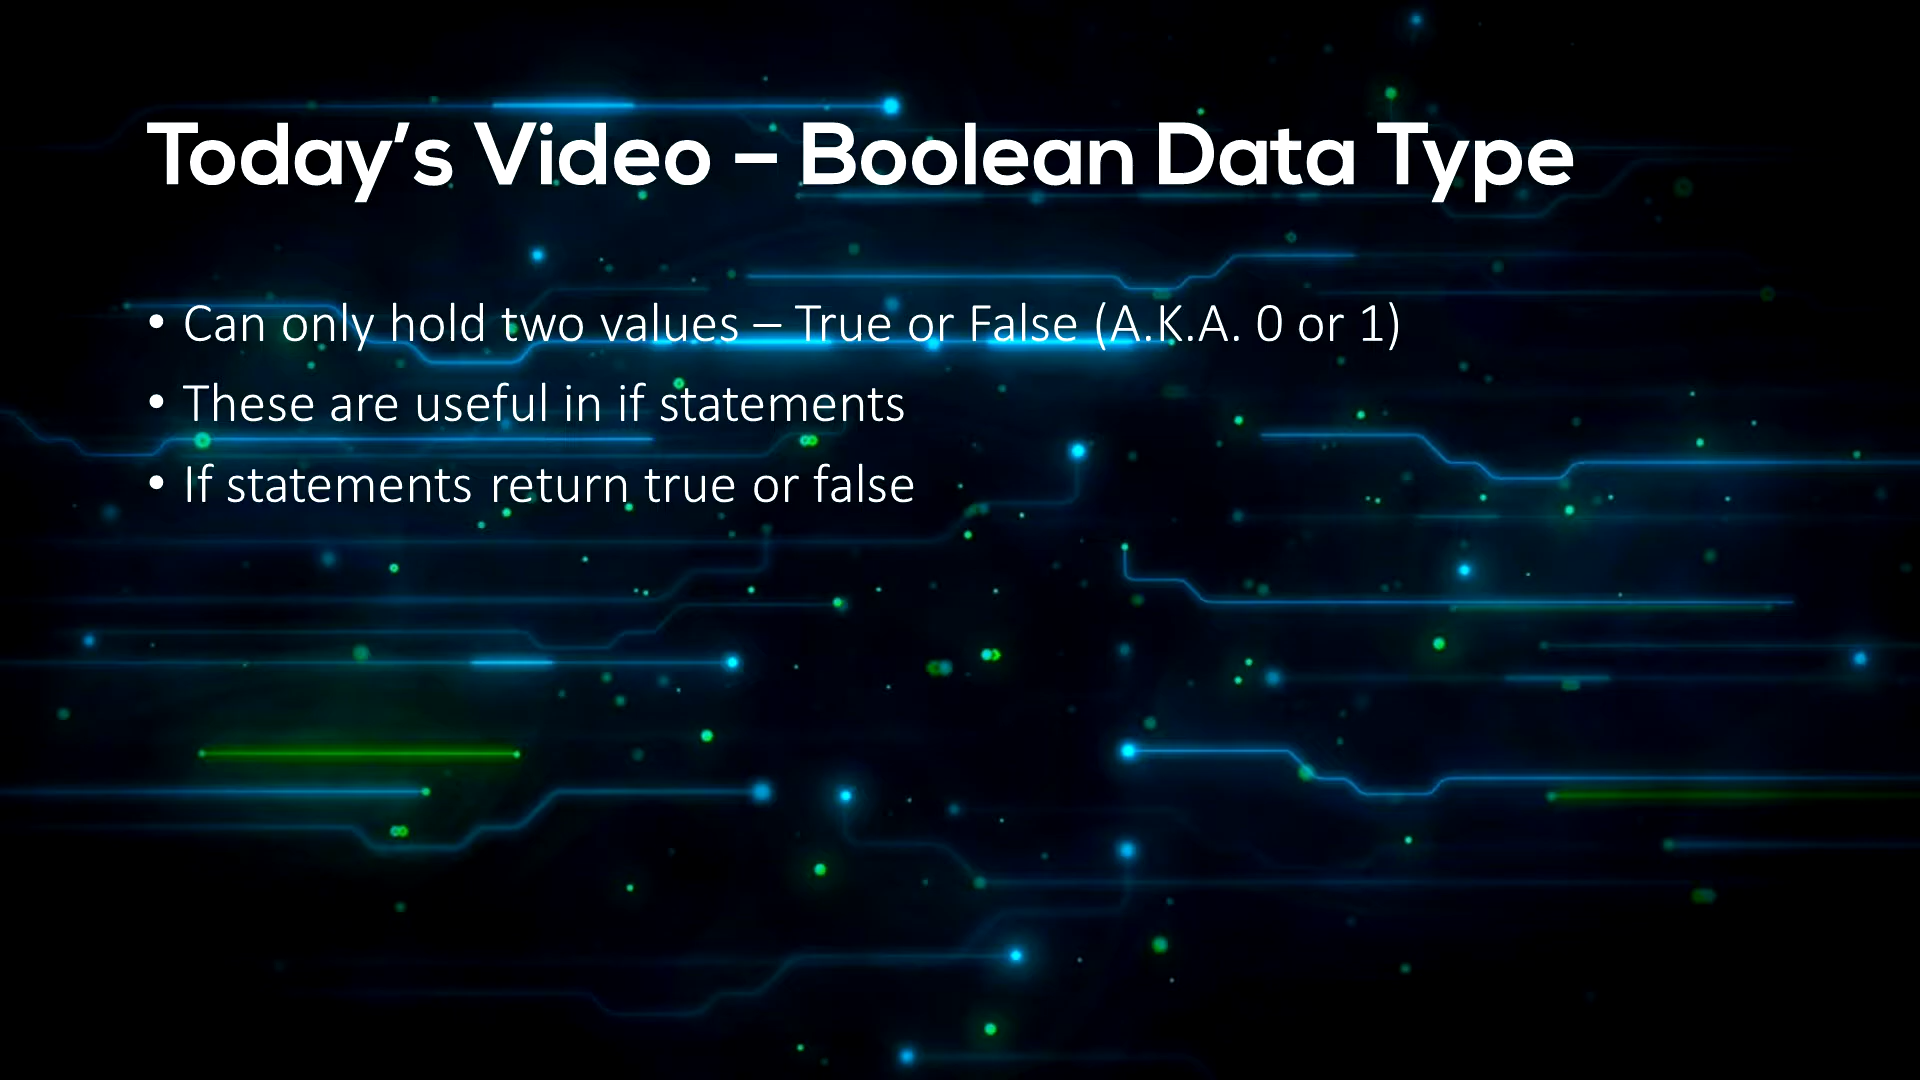 Today’s Video – Boolean Data Type
• Can only hold two values – True or False (A.K.A. 0 or 1)
• These are useful in if statements
• If statements return true or false